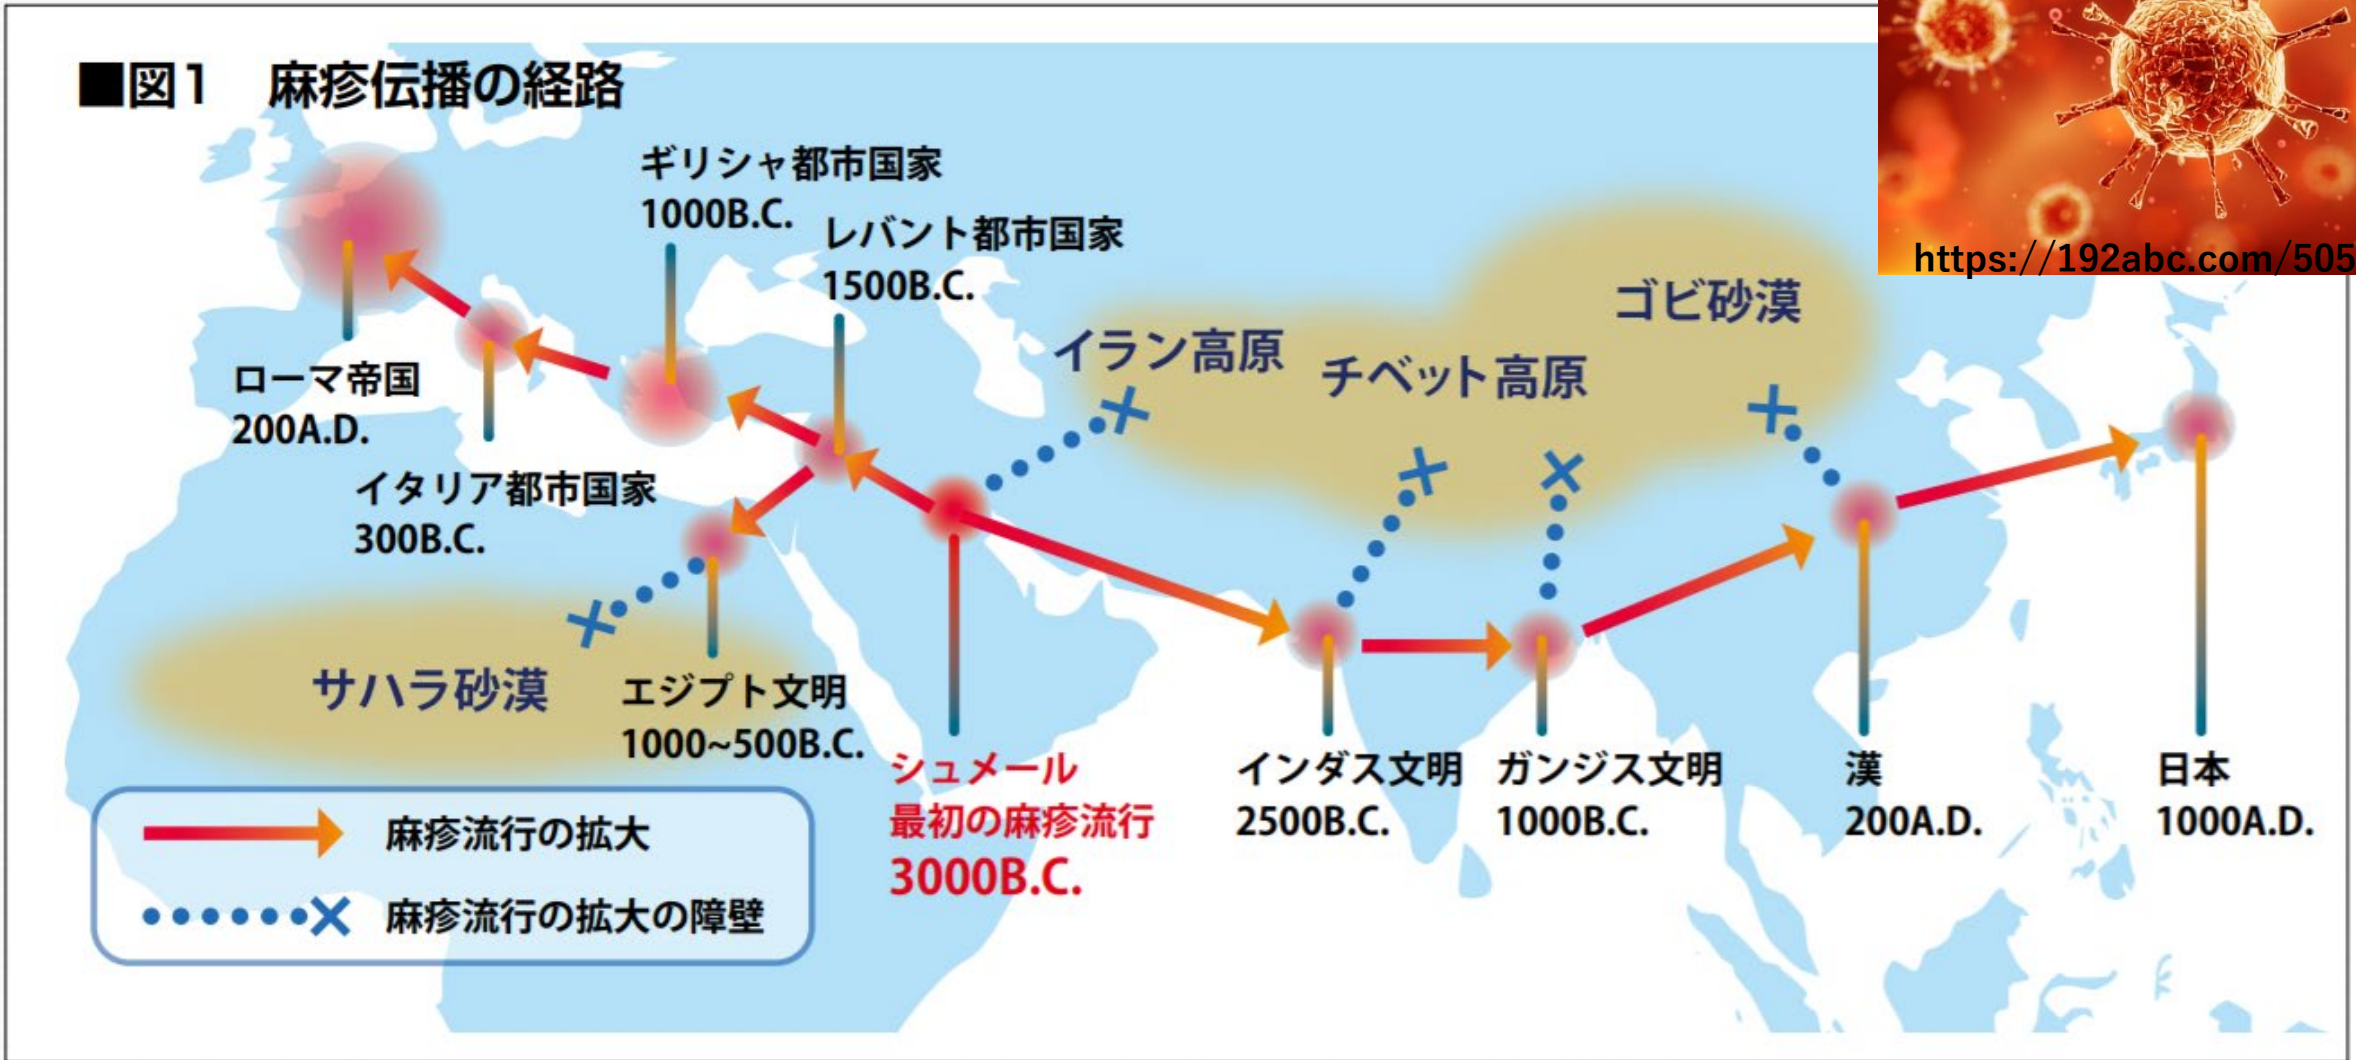 ■図1 麻疹伝播の経路
https://192abc.com/505
ギリシャ都市国家
1000B.C.
レバント都市国家
1500B.C.
ローマ帝国
200A.D.
イタリア都市国家
300B.C.
イラン高原
チベット高原
ゴビ砂漠
サハラ砂漠
エジプト文明
1000~500B.C.
シュメール
最初の麻疹流行
3000B.C.
インダス文明
2500B.C.
ガンジス文明
1000B.C.
漢
200A.D.
日本
1000A.D.
麻疹流行の拡大
麻疹流行の拡大の障壁